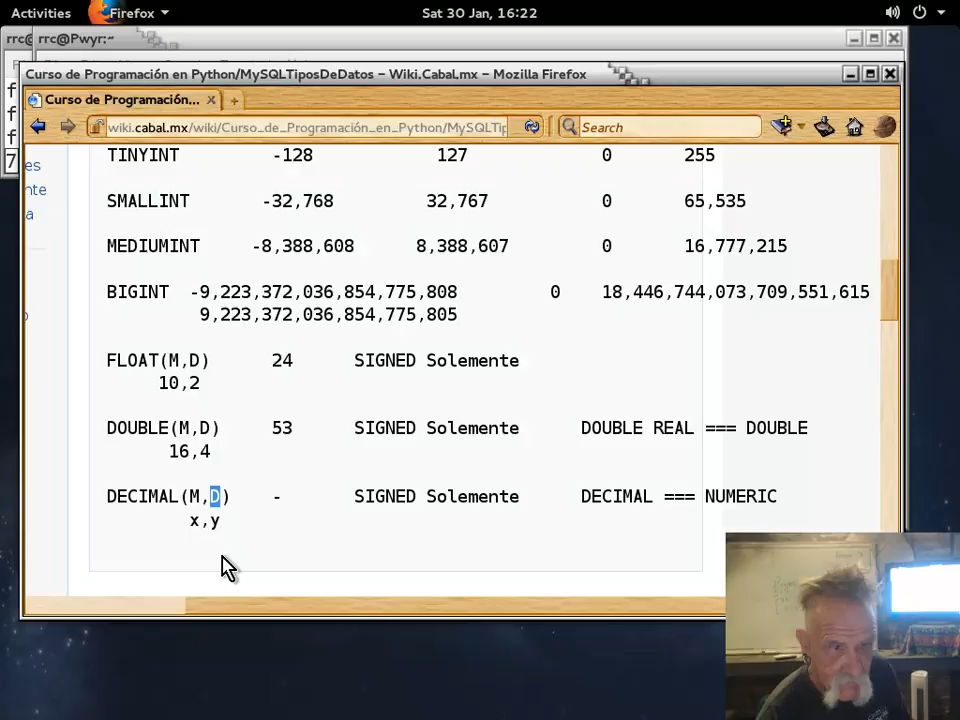 Activities Firefox Sat 30 Jan, 16:22
rrc@ rrc@Pwyr:~
Curso de Programación en Python/MySQLTiposDeDatos – Wiki.Cabal.mx – Mozilla Firefox
Curso de Programación...
wiki.cabal.mx/wiki/Curso_de_Programación_en_Python/MySQLTip Search
f
f
f
7
es
nte
a
TINYINT -128 127 0 255
SMALLINT -32,768 32,767 0 65,535
MEDIUMINT -8,388,608 8,388,607 0 16,777,215
BIGINT -9,223,372,036,854,775,808 0 18,446,744,073,709,551,615
9,223,372,036,854,775,805
FLOAT(M,D) 24 SIGNED Solemente
10,2
DOUBLE(M,D) 53 SIGNED Solemente DOUBLE REAL === DOUBLE
16,4
DECIMAL(M,D) - SIGNED Solemente DECIMAL === NUMERIC
x,y